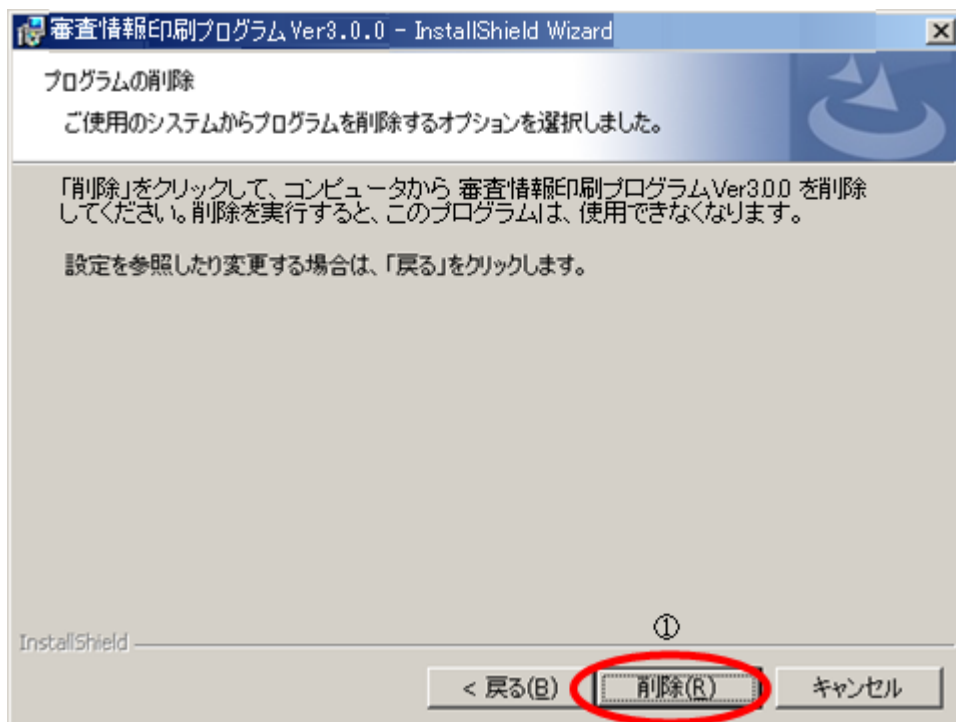 審査情報印刷プログラム Ver3.0.0 - InstallShield Wizard
プログラムの削除
ご使用のシステムからプログラムを削除するオプションを選択しました。
「削除」をクリックして、コンピュータから 審査情報印刷プログラムVer3.0.0 を削除
してください。削除を実行すると、このプログラムは、使用できなくなります。
設定を参照したり変更する場合は、「戻る」をクリックします。
①
InstallShield
< 戻る(B) 削除(R) キャンセル